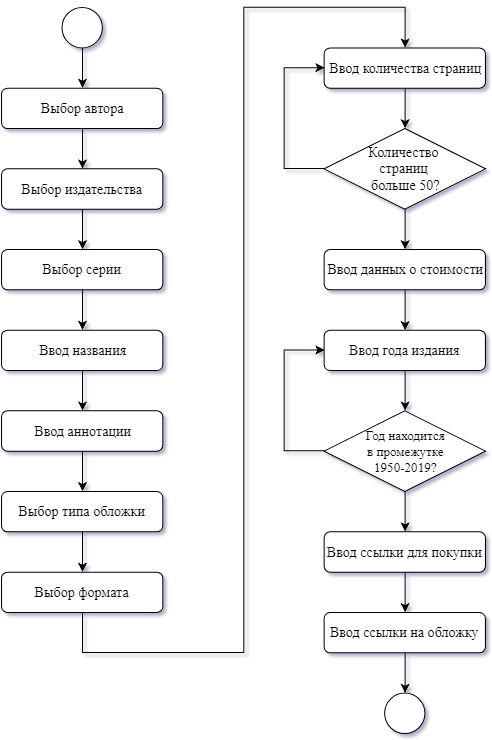 Выбор автора
Выбор издательства
Выбор серии
Ввод названия
Ввод аннотации
Выбор типа обложки
Выбор формата
Ввод количества страниц
Количество
страниц
больше 50?
Ввод данных о стоимости
Ввод года издания
Год находится
в промежутке
1950-2019?
Ввод ссылки для покупки
Ввод ссылки на обложку